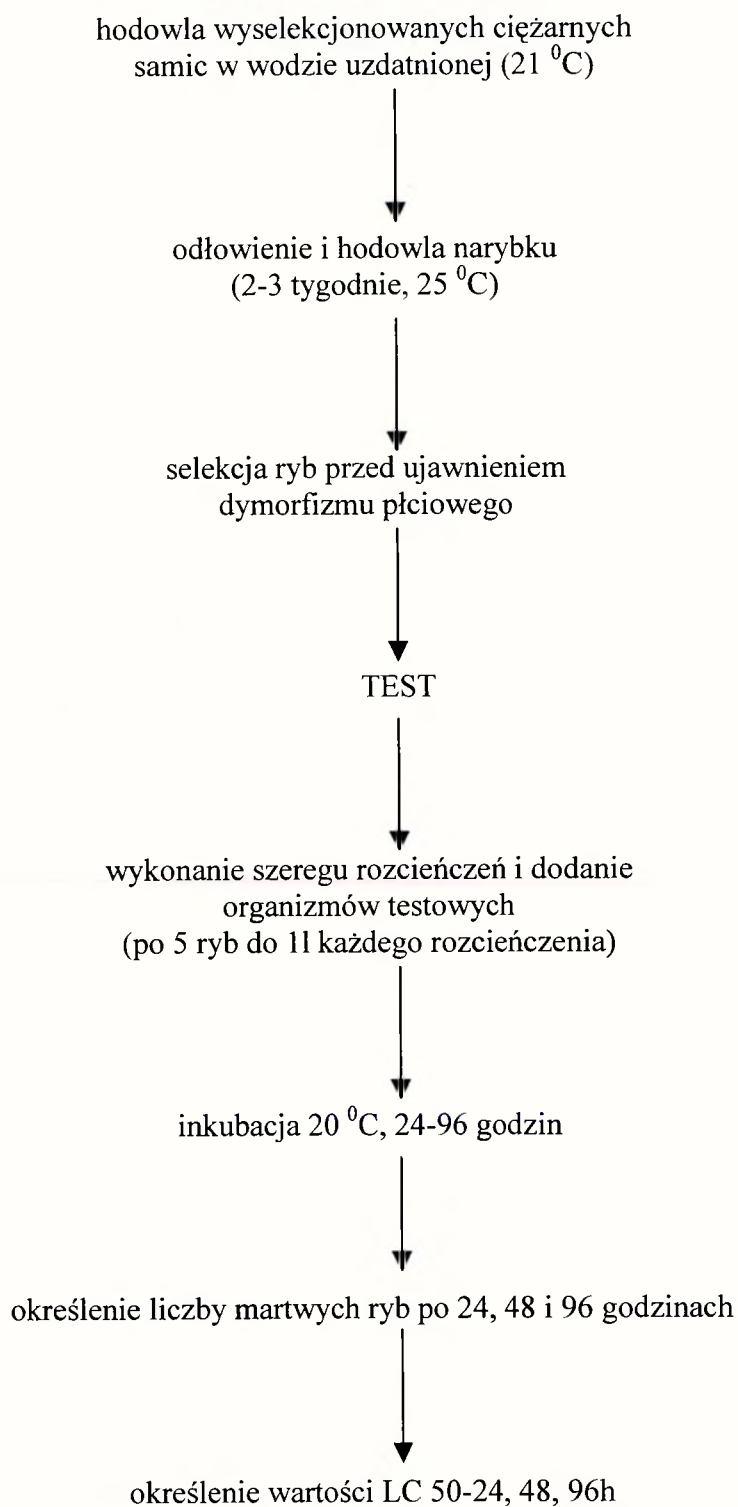 hodowla wyselekcjonowanych ciężarnych
samic w wodzie uzdatnionej (21 ⁰C)
odłowienie i hodowla narybku
(2-3 tygodnie, 25 ⁰C)
selekcja ryb przed ujawnieniem
dymorfizmu płciowego
TEST
wykonanie szeregu rozcieńczeń i dodanie
organizmów testowych
(po 5 ryb do 1l każdego rozcieńczenia)
inkubacja 20 ⁰C, 24-96 godzin
określenie liczby martwych ryb po 24, 48 i 96 godzinach
określenie wartości LC 50-24, 48, 96h